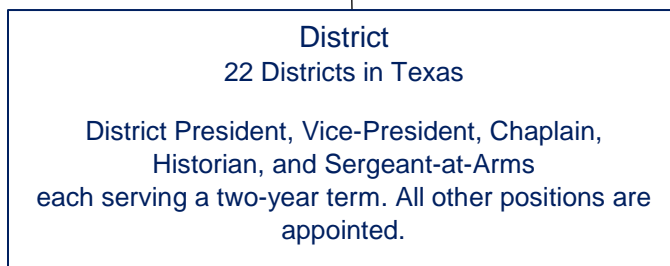 District
22 Districts in Texas
District President, Vice-President, Chaplain,
Historian, and Sergeant-at-Arms
each serving a two-year term. All other positions are
appointed.